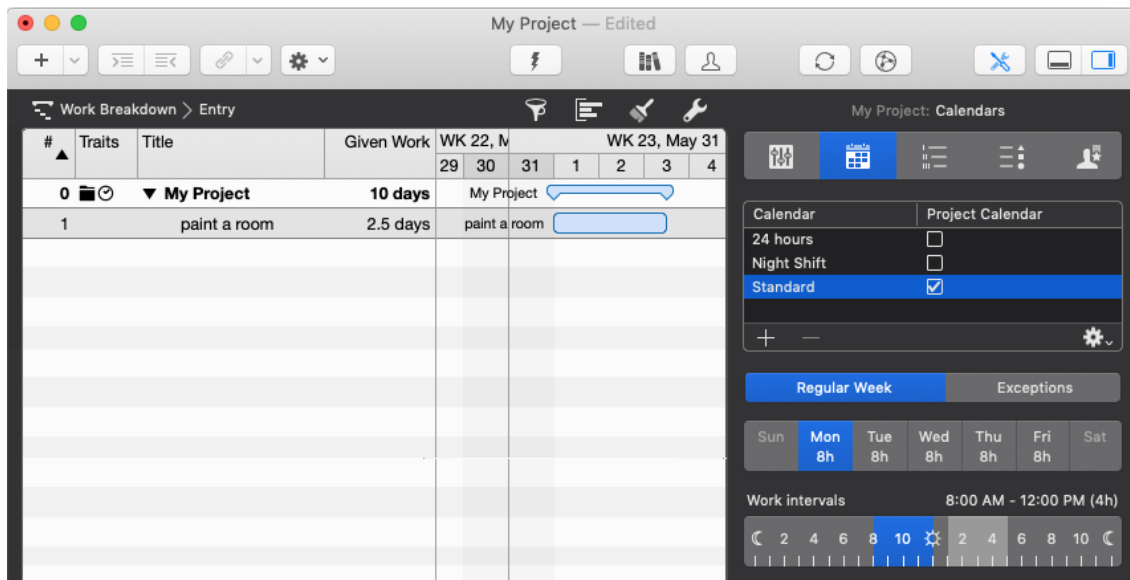 My Project — Edited
Work Breakdown > Entry
# Traits Title Given Work WK 22, M WK 23, May 31
29 30 31 1 2 3 4
0 My Project 10 days My Project
1 paint a room 2.5 days paint a room
My Project: Calendars
Calendar Project Calendar
24 hours
Night Shift
Standard
Regular Week Exceptions
Sun Mon Tue Wed Thu Fri Sat
8h 8h 8h 8h 8h
Work intervals 8:00 AM - 12:00 PM (4h)
2 4 6 8 10 2 4 6 8 10